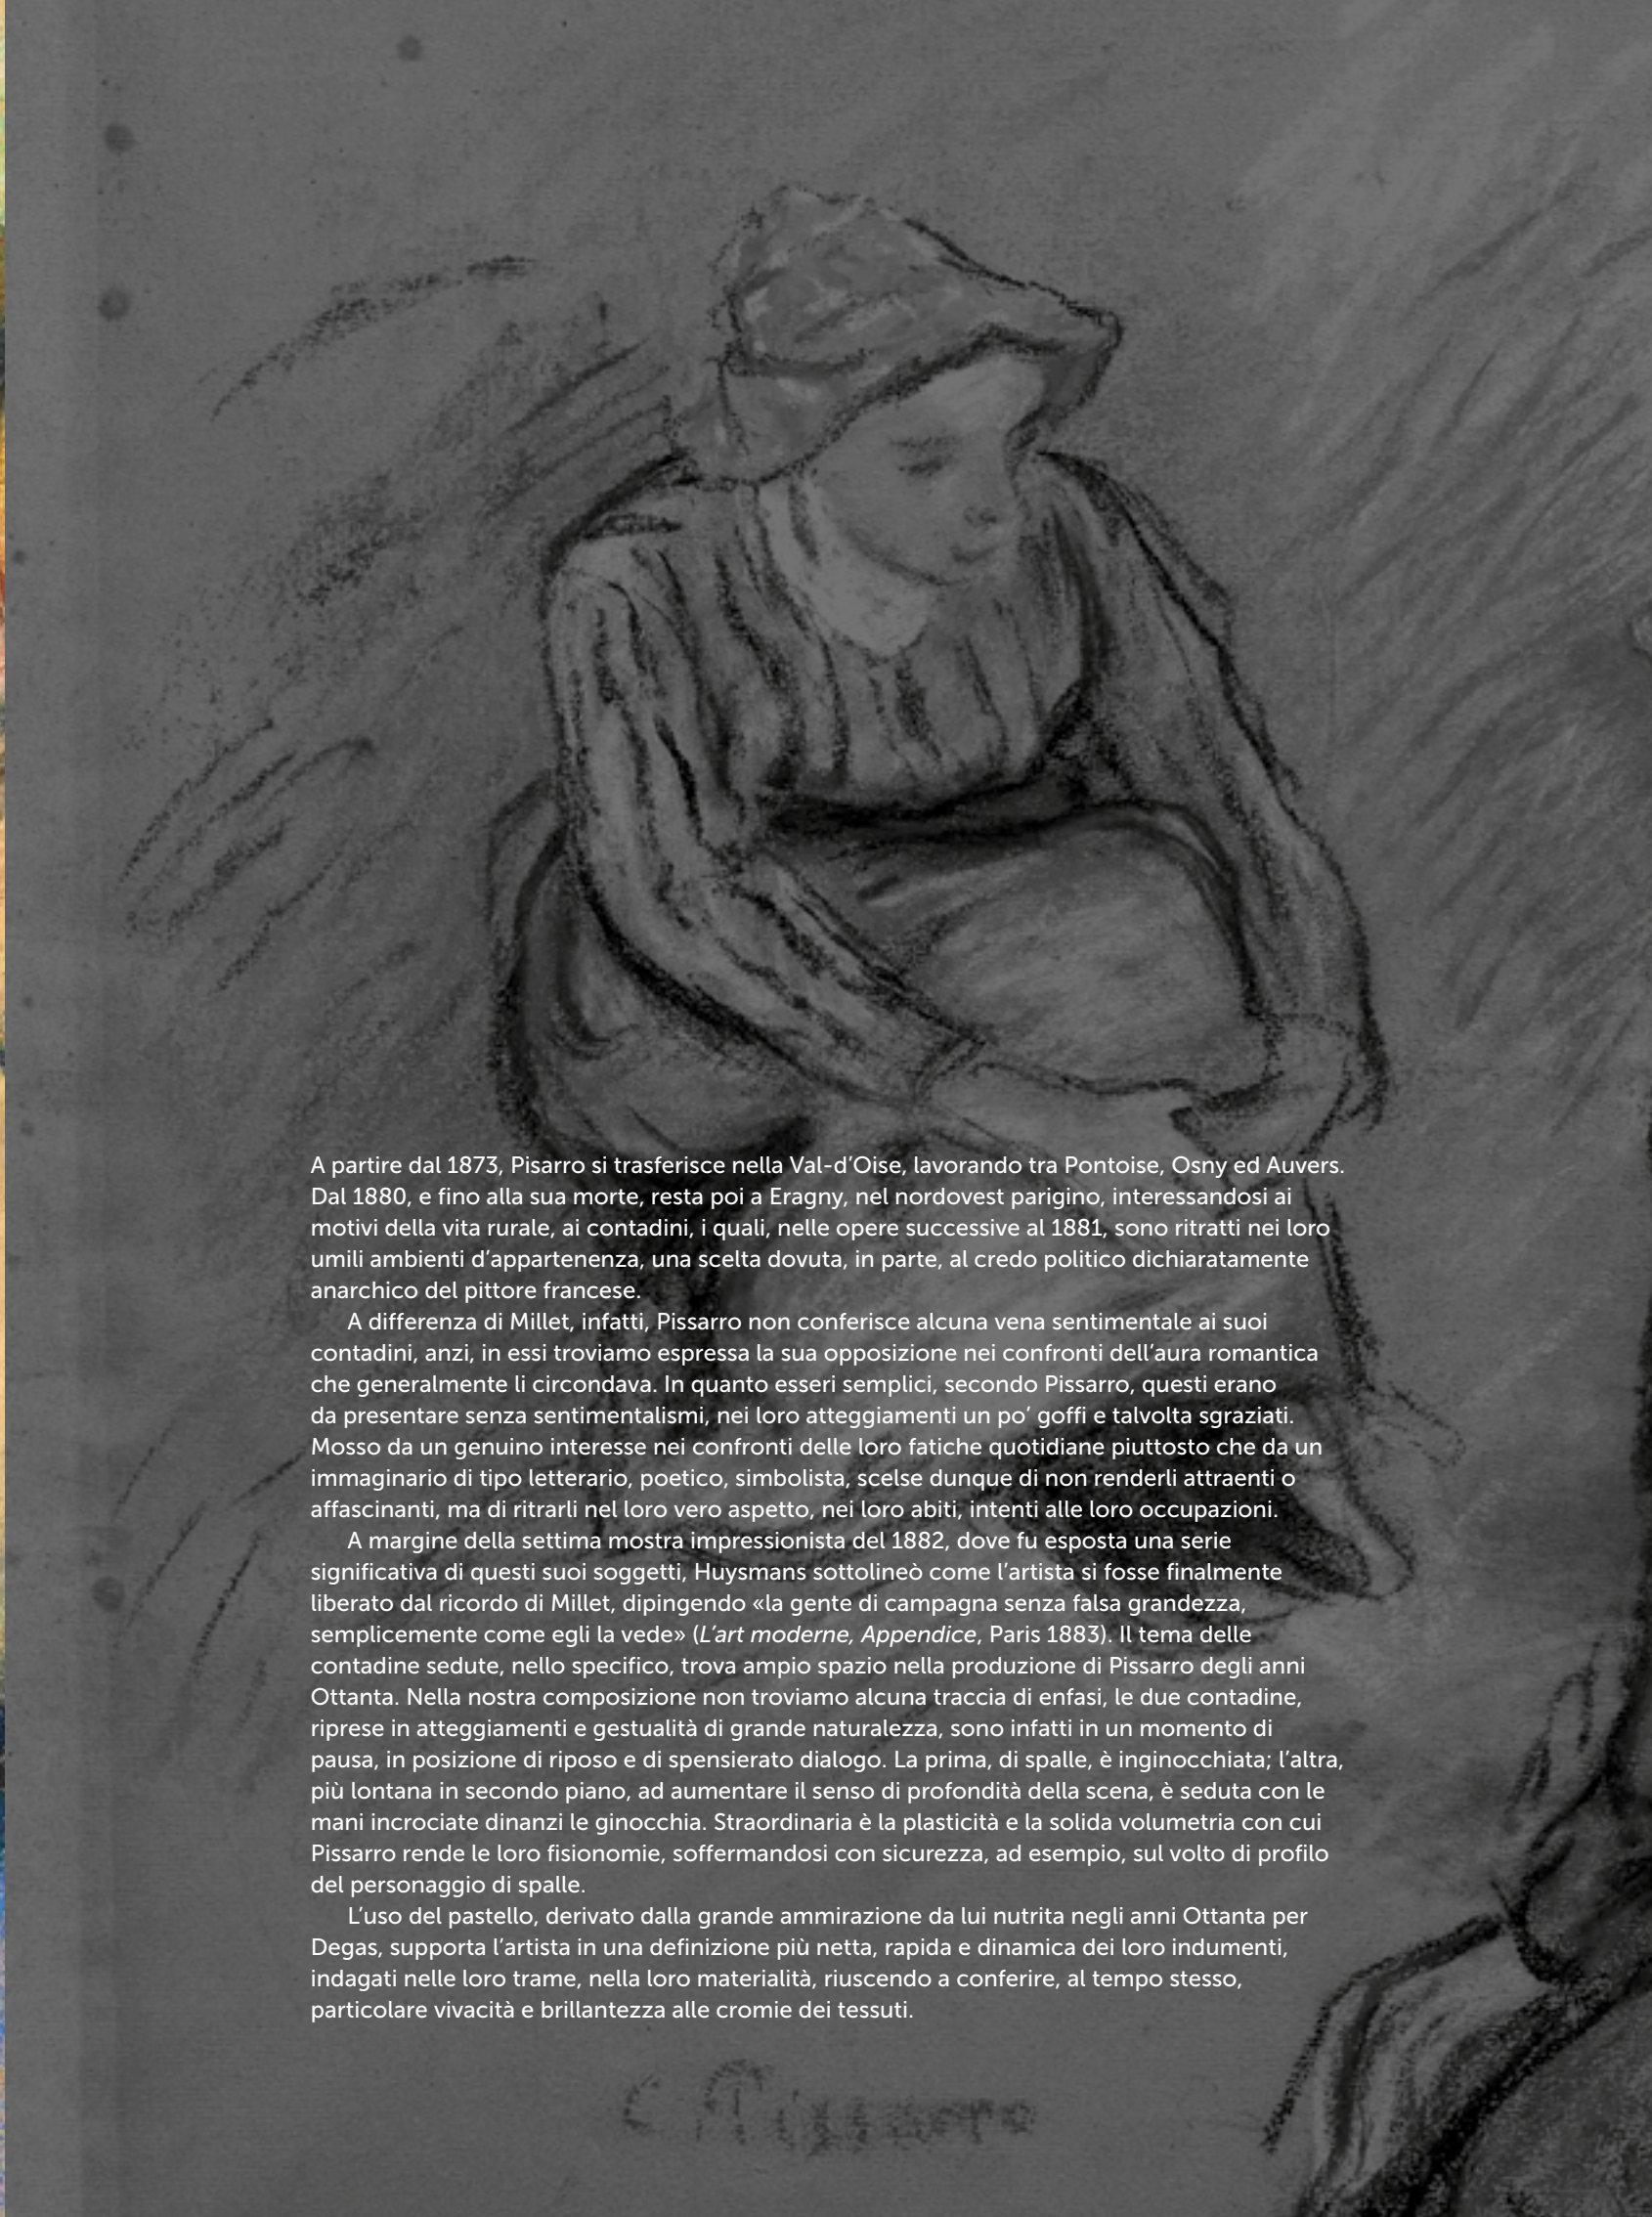 A partire dal 1873, Pisarro si trasferisce nella Val-d’Oise, lavorando tra Pontoise, Osny ed Auvers.
Dal 1880, e fino alla sua morte, resta poi a Eragny, nel nordovest parigino, interessandosi ai
motivi della vita rurale, ai contadini, i quali, nelle opere successive al 1881, sono ritratti nei loro
umili ambienti d’appartenenza, una scelta dovuta, in parte, al credo politico dichiaratamente
anarchico del pittore francese.
A differenza di Millet, infatti, Pissarro non conferisce alcuna vena sentimentale ai suoi
contadini, anzi, in essi troviamo espressa la sua opposizione nei confronti dell’aura romantica
che generalmente li circondava. In quanto esseri semplici, secondo Pissarro, questi erano
da presentare senza sentimentalismi, nei loro atteggiamenti un po’ goffi e talvolta sgraziati.
Mosso da un genuino interesse nei confronti delle loro fatiche quotidiane piuttosto che da un
immaginario di tipo letterario, poetico, simbolista, scelse dunque di non renderli attraenti o
affascinanti, ma di ritrarli nel loro vero aspetto, nei loro abiti, intenti alle loro occupazioni.
A margine della settima mostra impressionista del 1882, dove fu esposta una serie
significativa di questi suoi soggetti, Huysmans sottolineò come l’artista si fosse finalmente
liberato dal ricordo di Millet, dipingendo «la gente di campagna senza falsa grandezza,
semplicemente come egli la vede» (L’art moderne, Appendice, Paris 1883). Il tema delle
contadine sedute, nello specifico, trova ampio spazio nella produzione di Pissarro degli anni
Ottanta. Nella nostra composizione non troviamo alcuna traccia di enfasi, le due contadine,
riprese in atteggiamenti e gestualità di grande naturalezza, sono infatti in un momento di
pausa, in posizione di riposo e di spensierato dialogo. La prima, di spalle, è inginocchiata; l’altra,
più lontana in secondo piano, ad aumentare il senso di profondità della scena, è seduta con le
mani incrociate dinanzi le ginocchia. Straordinaria è la plasticità e la solida volumetria con cui
Pissarro rende le loro fisionomie, soffermandosi con sicurezza, ad esempio, sul volto di profilo
del personaggio di spalle.
L’uso del pastello, derivato dalla grande ammirazione da lui nutrita negli anni Ottanta per
Degas, supporta l’artista in una definizione più netta, rapida e dinamica dei loro indumenti,
indagati nelle loro trame, nella loro materialità, riuscendo a conferire, al tempo stesso,
particolare vivacità e brillantezza alle cromie dei tessuti.
C. Pissarro